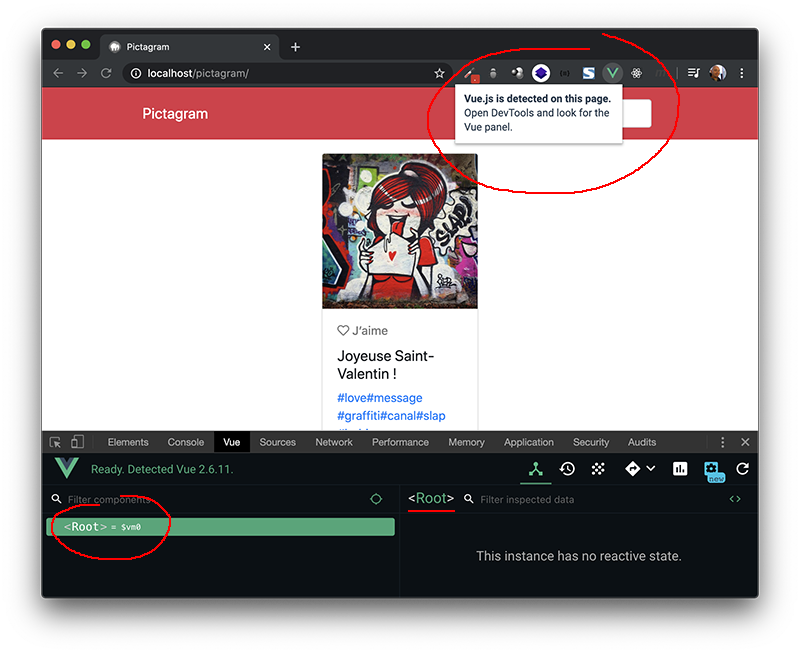 Pictagram
localhost/pictagram/
Vue.js is detected on this page.
Open DevTools and look for the
Vue panel.
Pictagram
SLAP
J'aime
Joyeuse Saint-
Valentin !
#love#message
#graffiti#canal#slap
Elements Console Vue Sources Network Performance Memory Application Security Audits
Ready. Detected Vue 2.6.11.
new
Filter components
<Root> = $vm0
<Root> Filter inspected data
This instance has no reactive state.